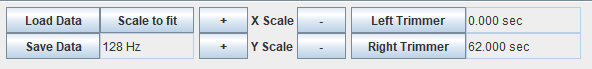 Load Data Scale to fit + X Scale - Left Trimmer 0.000 sec
Save Data 128 Hz + Y Scale - Right Trimmer 62.000 sec